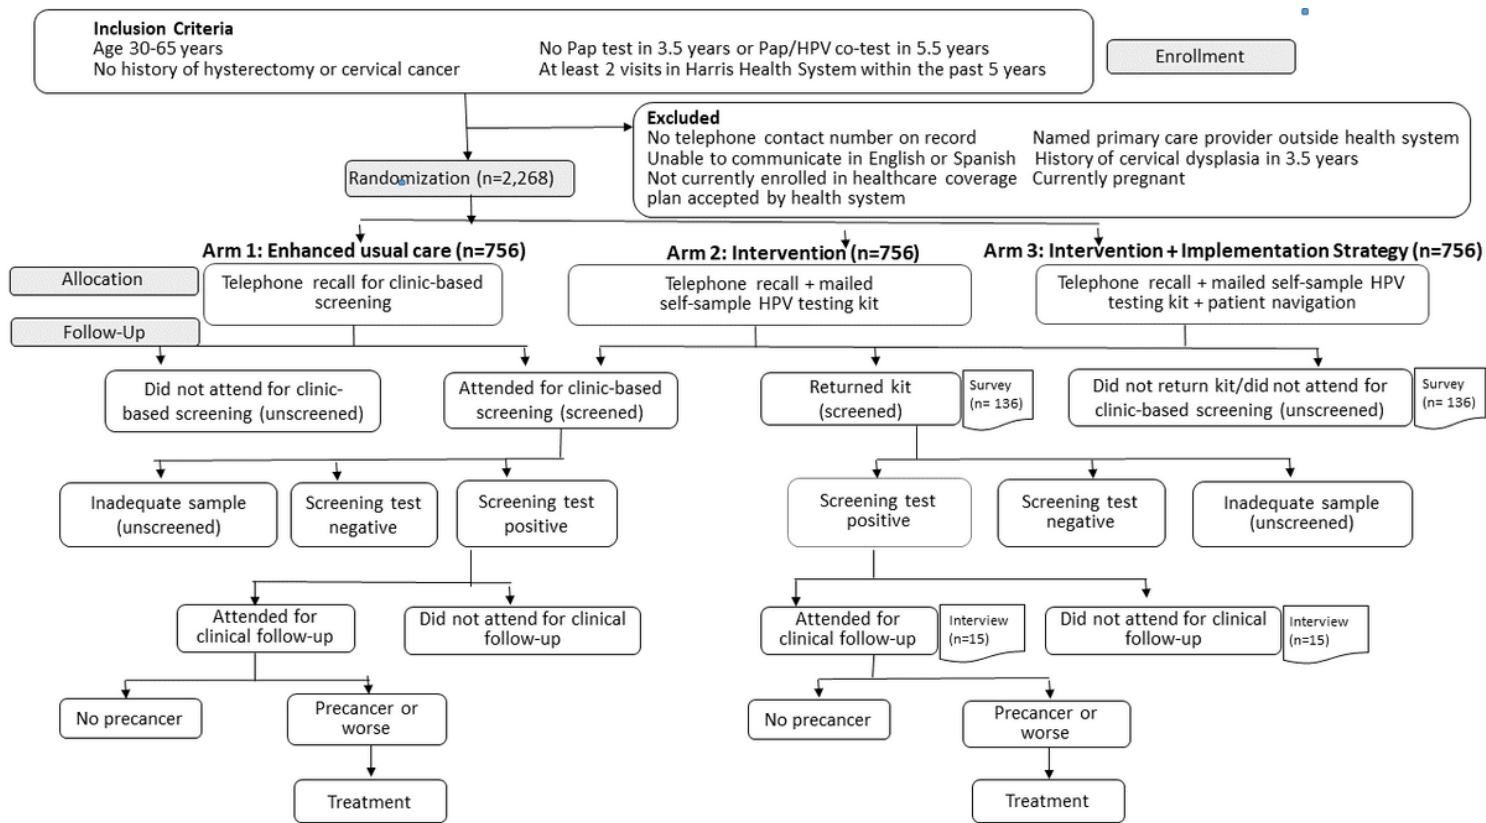 Inclusion Criteria
Age 30-65 years
No history of hysterectomy or cervical cancer
No Pap test in 3.5 years or Pap/HPV co-test in 5.5 years
At least 2 visits in Harris Health System within the past 5 years
Enrollment
Excluded
No telephone contact number on record
Unable to communicate in English or Spanish
Not currently enrolled in healthcare coverage
plan accepted by health system
Named primary care provider outside health system
History of cervical dysplasia in 3.5 years
Currently pregnant
Randomization (n=2,268)
Arm 1: Enhanced usual care (n=756)
Arm 2: Intervention (n=756)
Arm 3: Intervention + Implementation Strategy (n=756)
Allocation
Telephone recall for clinic-based
screening
Telephone recall + mailed
self-sample HPV testing kit
Telephone recall + mailed self-sample HPV
testing kit + patient navigation
Follow-Up
Did not attend for clinic-
based screening (unscreened)
Attended for clinic-based
screening (screened)
Returned kit
(screened)
Survey
(n= 136)
Did not return kit/did not attend for
clinic-based screening (unscreened)
Survey
(n= 136)
Inadequate sample
(unscreened)
Screening test
negative
Screening test
positive
Screening test
positive
Screening test
negative
Inadequate sample
(unscreened)
Attended for
clinical follow-up
Did not attend for clinical
follow-up
Attended for
clinical follow-up
Interview
(n=15)
Did not attend for clinical
follow-up
Interview
(n=15)
No precancer
Precancer or
worse
No precancer
Precancer or
worse
Treatment
Treatment